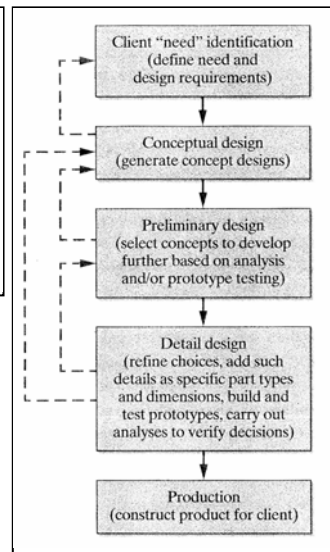 Client “need” identification
(define need and
design requirements)
Conceptual design
(generate concept designs)
Preliminary design
(select concepts to develop
further based on analysis
and/or prototype testing)
Detail design
(refine choices, add such
details as specific part types
and dimensions, build and
test prototypes, carry out
analyses to verify decisions)
Production
(construct product for client)